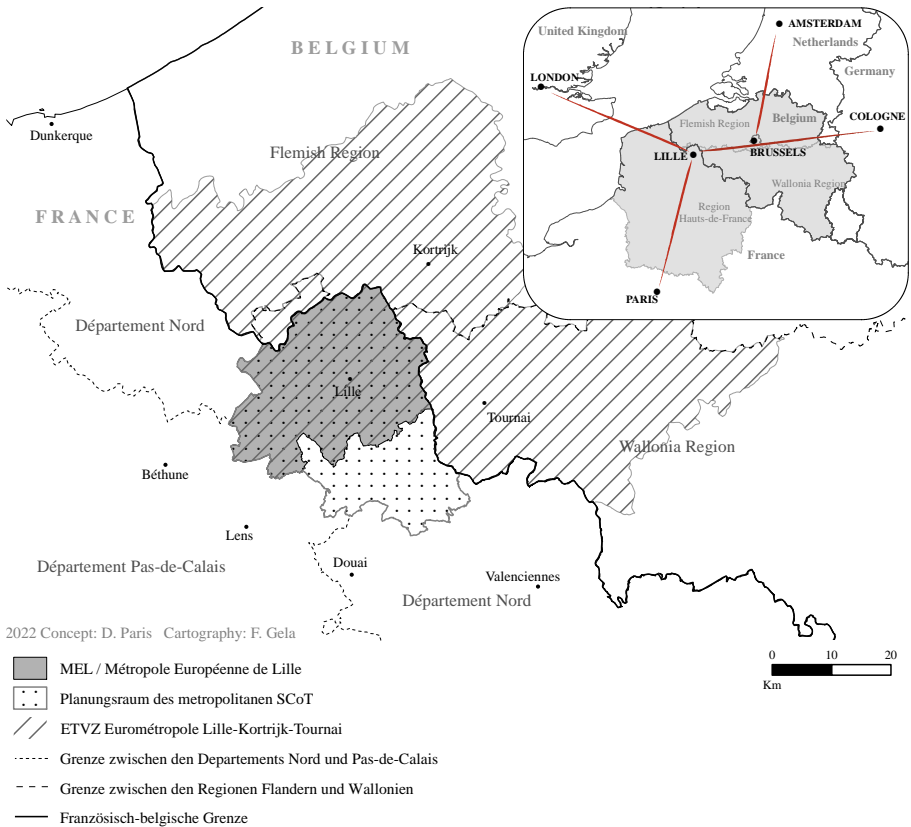 BELGIUM
Dunkerque
Flemish Region
FRANCE
Kortrijk
Département Nord
Lille
Tournai
Wallonia Region
Béthune
Lens
Département Pas-de-Calais
Douai
Valenciennes
Département Nord
United Kingdom
AMSTERDAM
Netherlands
Germany
LONDON
COLOGNE
Belgium
Flemish Region
BRUSSELS
LILLE
Wallonia Region
Region
Hauts-de-France
France
PARIS
2022 Concept: D. Paris Cartography: F. Gela
0 10 20
Km
MEL / Métropole Européenne de Lille
Planungsraum des metropolitanen SCoT
ETVZ Eurométropole Lille-Kortrijk-Tournai
Grenze zwischen den Departements Nord und Pas-de-Calais
Grenze zwischen den Regionen Flandern und Wallonien
Französisch-belgische Grenze